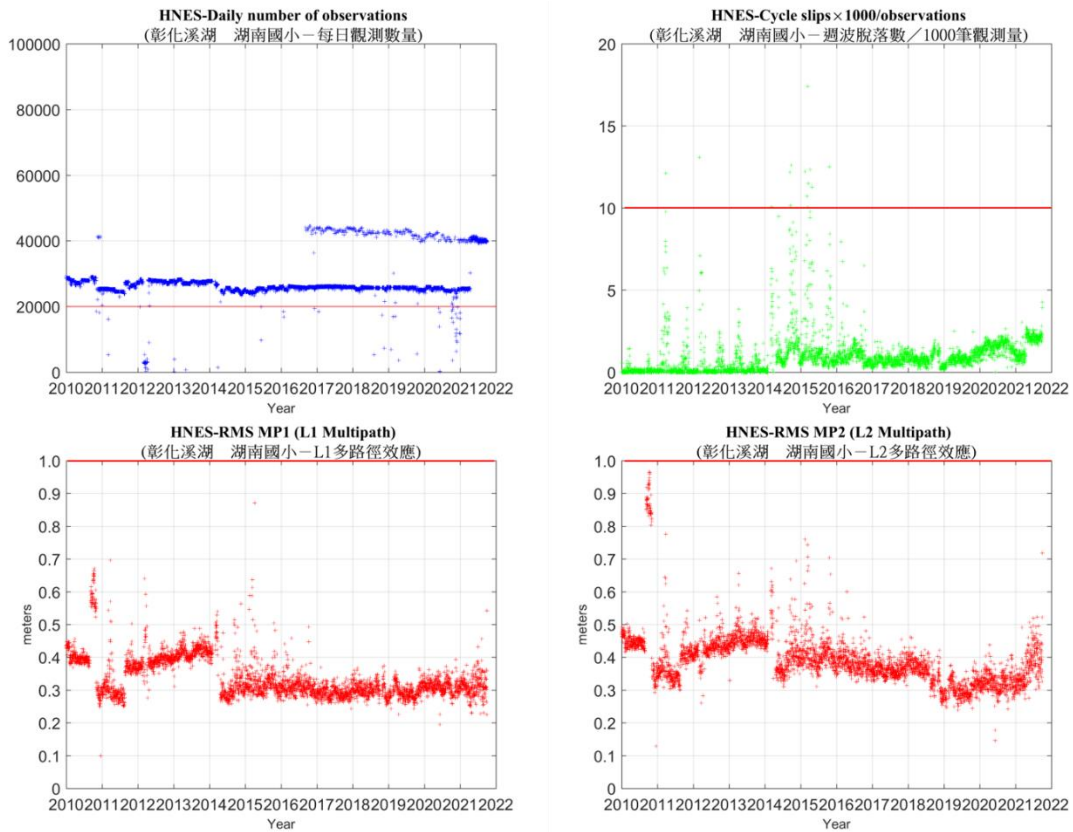 HNES-Daily number of observations
(彰化溪湖　湖南國小－每日觀測數量)
100000
80000
60000
40000
20000
0
2010 2011 2012 2013 2014 2015 2016 2017 2018 2019 2020 2021 2022
Year
HNES-Cycle slips×1000/observations
(彰化溪湖　湖南國小－週波脫落數／1000筆觀測量)
20
15
10
5
0
2010 2011 2012 2013 2014 2015 2016 2017 2018 2019 2020 2021 2022
Year
HNES-RMS MP1 (L1 Multipath)
(彰化溪湖　湖南國小－L1多路徑效應)
1.0
0.9
0.8
0.7
0.6
0.5
0.4
0.3
0.2
0.1
0
meters
2010 2011 2012 2013 2014 2015 2016 2017 2018 2019 2020 2021 2022
Year
HNES-RMS MP2 (L2 Multipath)
(彰化溪湖　湖南國小－L2多路徑效應)
1.0
0.9
0.8
0.7
0.6
0.5
0.4
0.3
0.2
0.1
0
meters
2010 2011 2012 2013 2014 2015 2016 2017 2018 2019 2020 2021 2022
Year